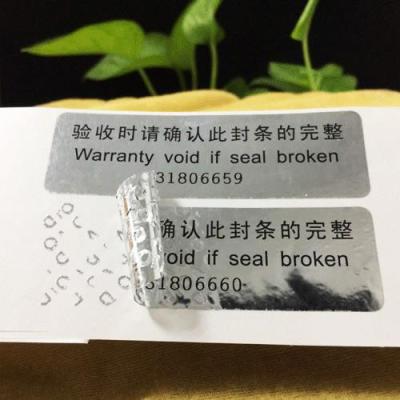 验收时请确认此封条的完整
Warranty void if seal broken
31806659
确认此封条的完整
void if seal broken
31806660